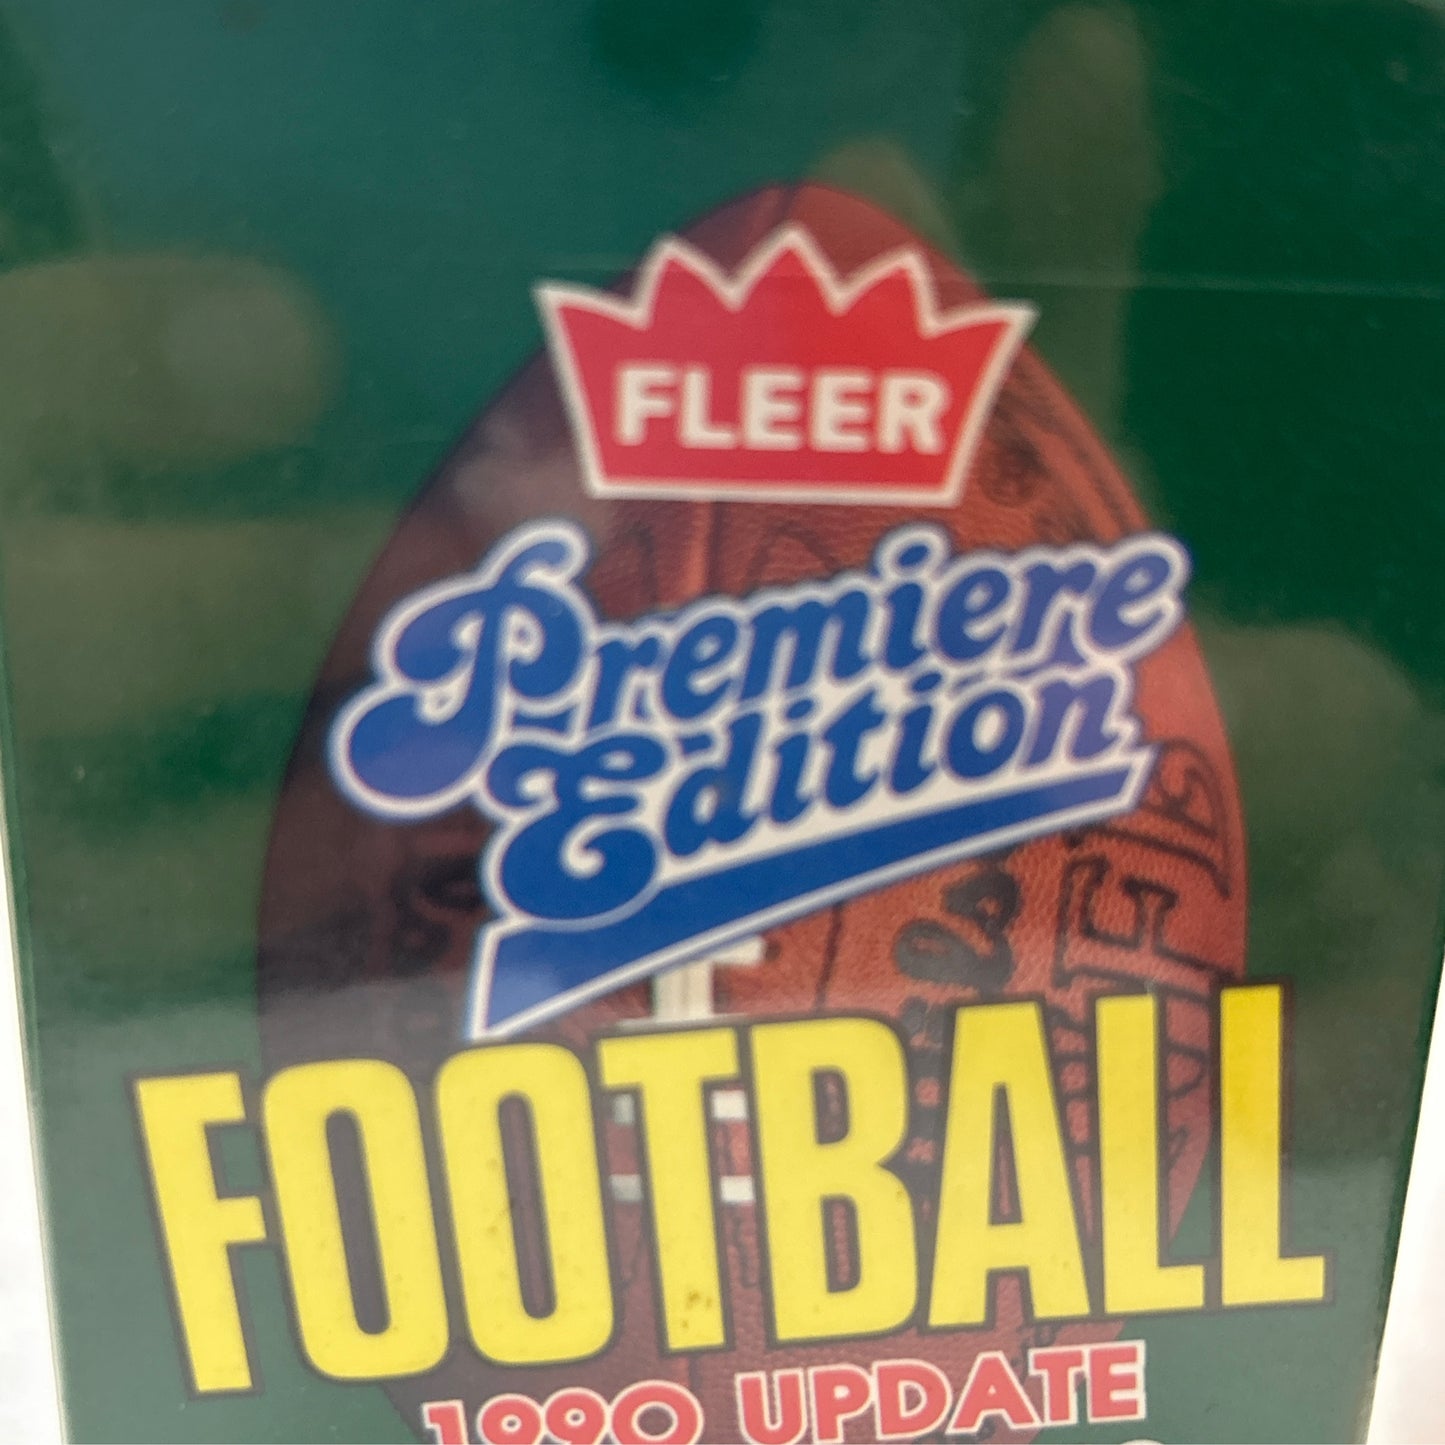 FLEER
Premiere
Edition
FOOTBALL
1990 UPDATE